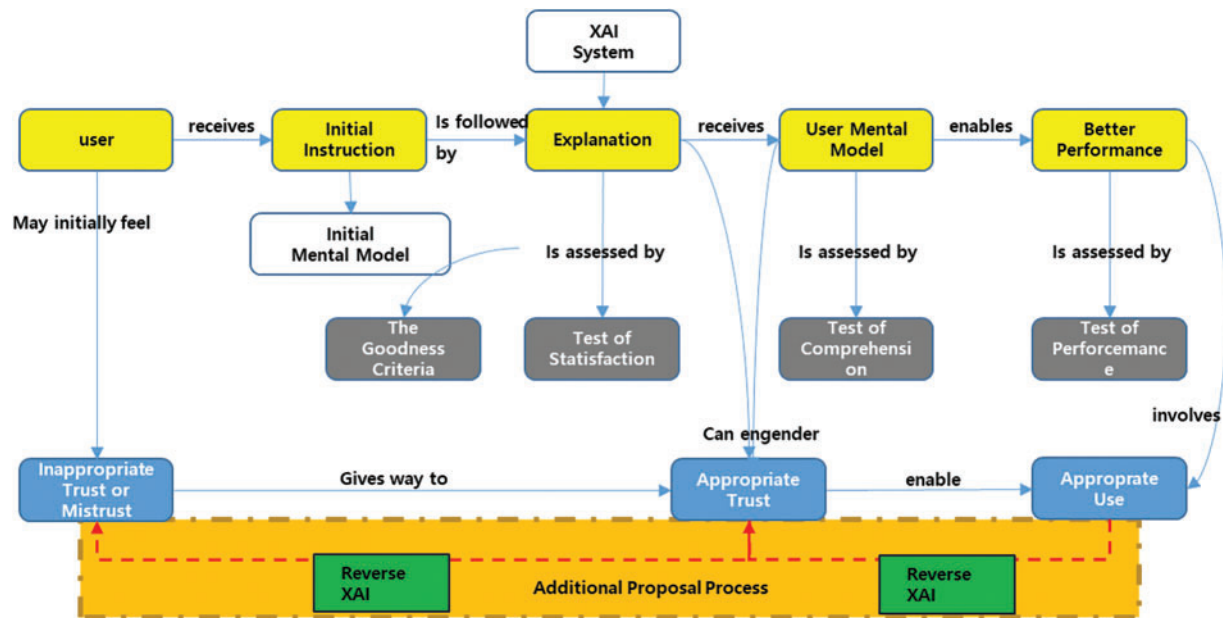 XAI
System
user
receives
Initial
Instruction
Is followed
by
Explanation
receives
User Mental
Model
enables
Better
Performance
May initially feel
Initial
Mental Model
Is assessed by
Is assessed by
Is assessed by
The
Goodness
Criteria
Test of
Statisfaction
Test of
Comprehensi
on
Test of
Perforcemanc
e
Can engender
involves
Inappropriate
Trust or
Mistrust
Gives way to
Appropriate
Trust
enable
Approprate
Use
Reverse
XAI
Additional Proposal Process
Reverse
XAI